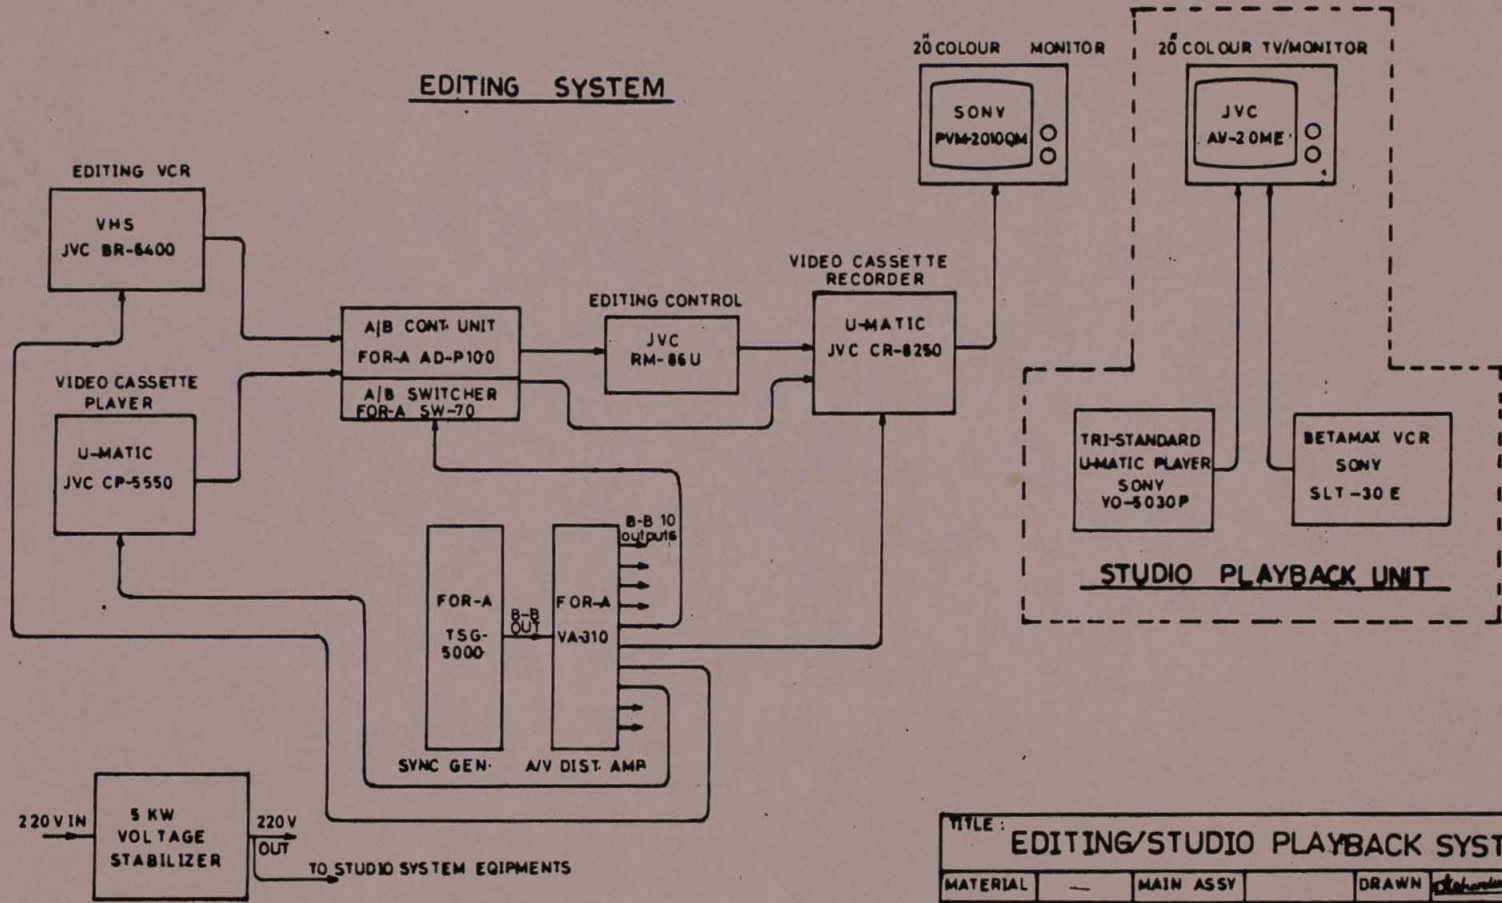 EDITING SYSTEM
20" COLOUR MONITOR
SONY
PVM-2010QM
20" COLOUR TV/MONITOR
JVC
AV-20ME
EDITING VCR
VHS
JVC BR-6400
VIDEO CASSETTE
PLAYER
U-MATIC
JVC CP-5550
A/B CONT. UNIT
FOR-A AD-P100
A/B SWITCHER
FOR-A SW-70
EDITING CONTROL
JVC
RM-86U
VIDEO CASSETTE
RECORDER
U-MATIC
JVC CR-8250
TRI-STANDARD
U-MATIC PLAYER
SONY
VO-5030P
BETAMAX VCR
SONY
SLT-30E
STUDIO PLAYBACK UNIT
FOR-A
TSG-
5000
SYNC GEN.
B-B
OUT
FOR-A
VA-310
A/V DIST. AMP
B-B 10
outputs
220V IN
5 KW
VOLTAGE
STABILIZER
220V
OUT
TO STUDIO SYSTEM EQIPMENTS
TITLE :
EDITING/STUDIO PLAYBACK SYST
MATERIAL — MAIN ASSY DRAWN